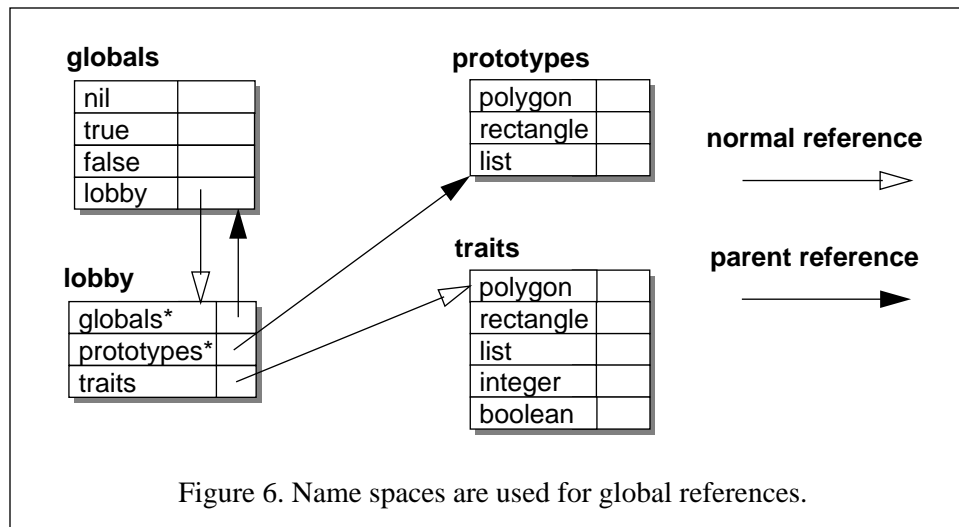 globals
nil
true
false
lobby
prototypes
polygon
rectangle
list
normal reference
lobby
globals*
prototypes*
traits
traits
polygon
rectangle
list
integer
boolean
parent reference
Figure 6. Name spaces are used for global references.